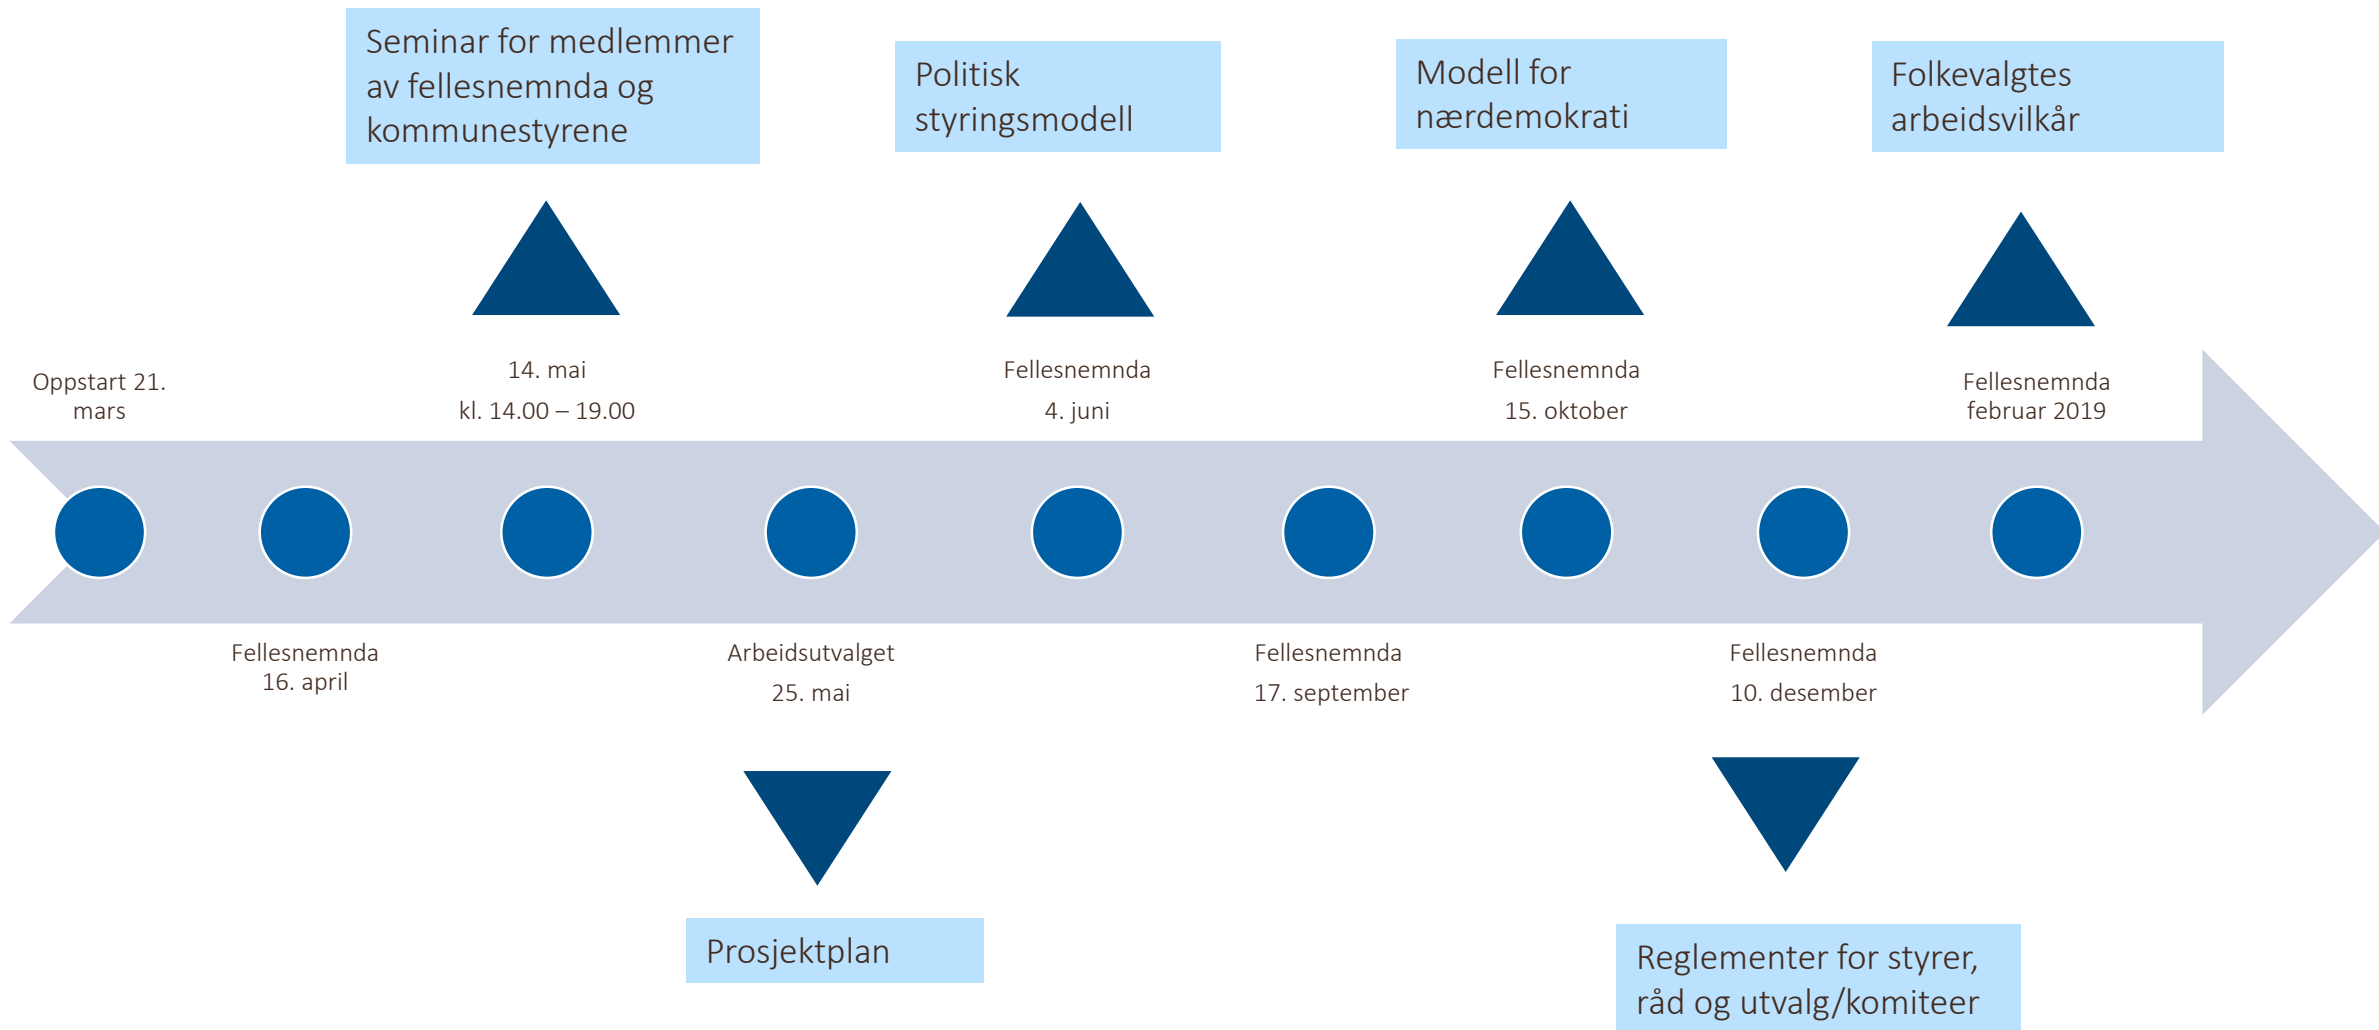 Seminar for medlemmer
av fellesnemnda og
kommunestyrene
Politisk
styringsmodell
Modell for
nærdemokrati
Folkevalgtes
arbeidsvilkår
Oppstart 21.
mars
14. mai
kl. 14.00 – 19.00
Fellesnemnda
4. juni
Fellesnemnda
15. oktober
Fellesnemnda
februar 2019
Fellesnemnda
16. april
Arbeidsutvalget
25. mai
Fellesnemnda
17. september
Fellesnemnda
10. desember
Prosjektplan
Reglementer for styrer,
råd og utvalg/komiteer